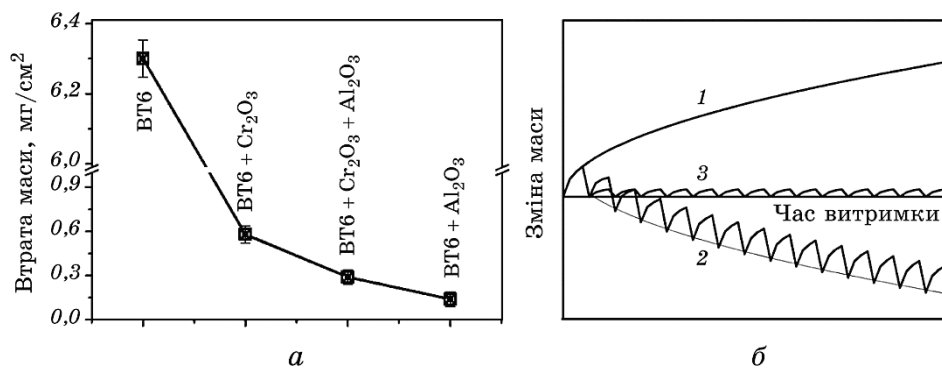 Втрата маси, мг/см²
6,4
6,2
6,0
0,9
0,6
0,3
0,0
ВТ6
ВТ6 + Cr₂O₃
ВТ6 + Cr₂O₃ + Al₂O₃
ВТ6 + Al₂O₃
а
Зміна маси
1
3
Час витримки
2
б